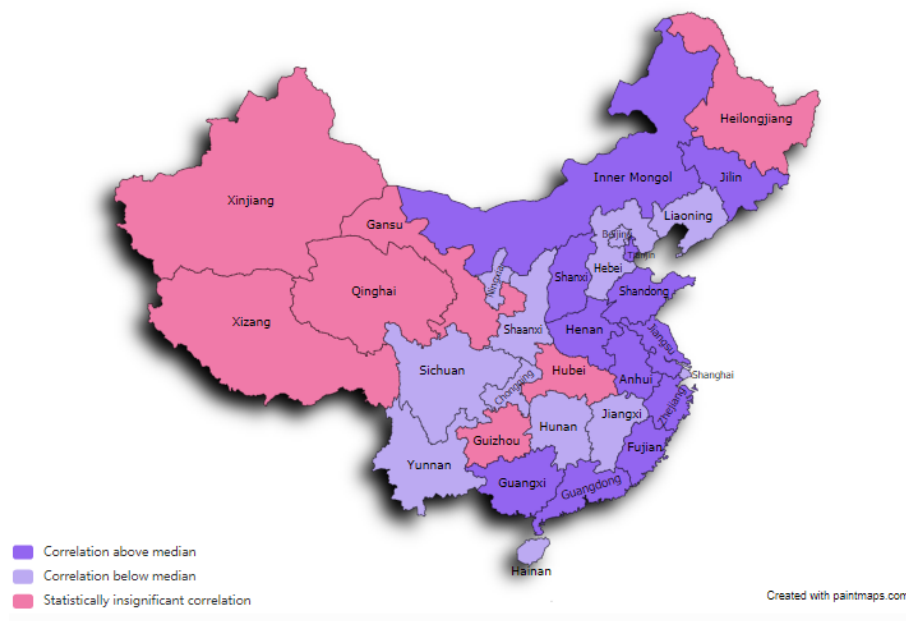 Heilongjiang
Inner Mongol
Jilin
Xinjiang
Liaoning
Gansu
Beijing
Tianjin
Hebei
Ningxia
Shanxi
Qinghai
Shandong
Xizang
Shaanxi
Henan
Jiangsu
Sichuan
Hubei
Anhui
Shanghai
Chongqing
Zhejiang
Jiangxi
Hunan
Guizhou
Fujian
Yunnan
Guangxi
Guangdong
Hainan
Correlation above median
Correlation below median
Statistically insignificant correlation
Created with paintmaps.com